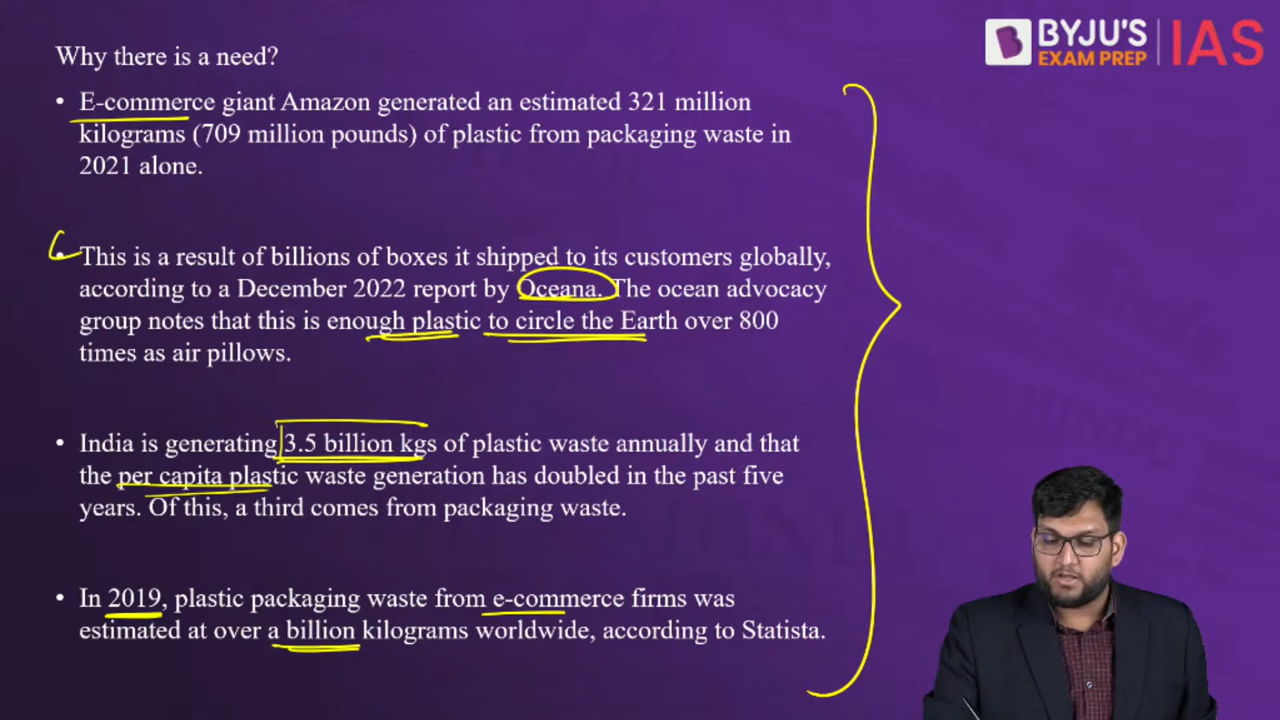 BYJU'S
EXAM PREP
IAS
Why there is a need?
• E-commerce giant Amazon generated an estimated 321 million
kilograms (709 million pounds) of plastic from packaging waste in
2021 alone.
• This is a result of billions of boxes it shipped to its customers globally,
according to a December 2022 report by Oceana. The ocean advocacy
group notes that this is enough plastic to circle the Earth over 800
times as air pillows.
• India is generating 3.5 billion kgs of plastic waste annually and that
the per capita plastic waste generation has doubled in the past five
years. Of this, a third comes from packaging waste.
• In 2019, plastic packaging waste from e-commerce firms was
estimated at over a billion kilograms worldwide, according to Statista.